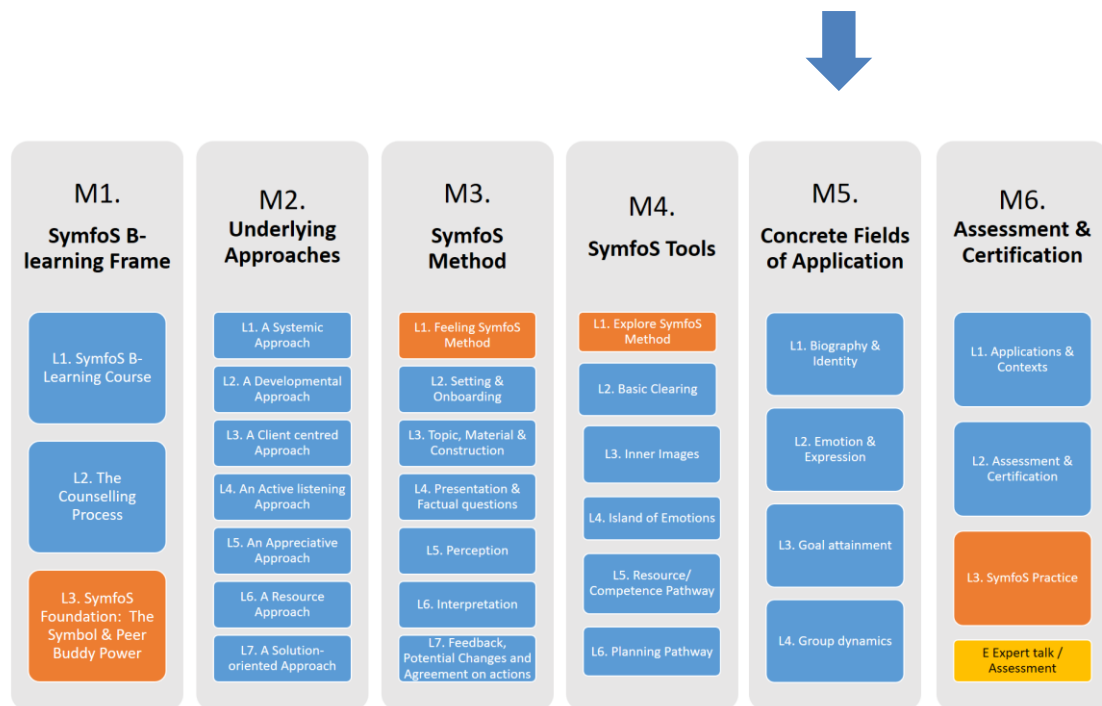 M1.
SymfoS B-
learning Frame
L1. SymfoS B-
Learning Course
L2. The
Counselling
Process
L3. SymfoS
Foundation: The
Symbol & Peer
Buddy Power
M2.
Underlying
Approaches
L1. A Systemic
Approach
L2. A Developmental
Approach
L3. A Client centred
Approach
L4. An Active listening
Approach
L5. An Appreciative
Approach
L6. A Resource
Approach
L7. A Solution-
oriented Approach
M3.
SymfoS
Method
L1. Feeling SymfoS
Method
L2. Setting &
Onboarding
L3. Topic, Material &
Construction
L4. Presentation &
Factual questions
L5. Perception
L6. Interpretation
L7. Feedback,
Potential Changes and
Agreement on actions
M4.
SymfoS Tools
L1. Explore SymfoS
Method
L2. Basic Clearing
L3. Inner Images
L4. Island of Emotions
L5. Resource/
Competence Pathway
L6. Planning Pathway
M5.
Concrete Fields
of Application
L1. Biography &
Identity
L2. Emotion &
Expression
L3. Goal attainment
L4. Group dynamics
M6.
Assessment &
Certification
L1. Applications &
Contexts
L2. Assessment &
Certification
L3. SymfoS Practice
E Expert talk /
Assessment